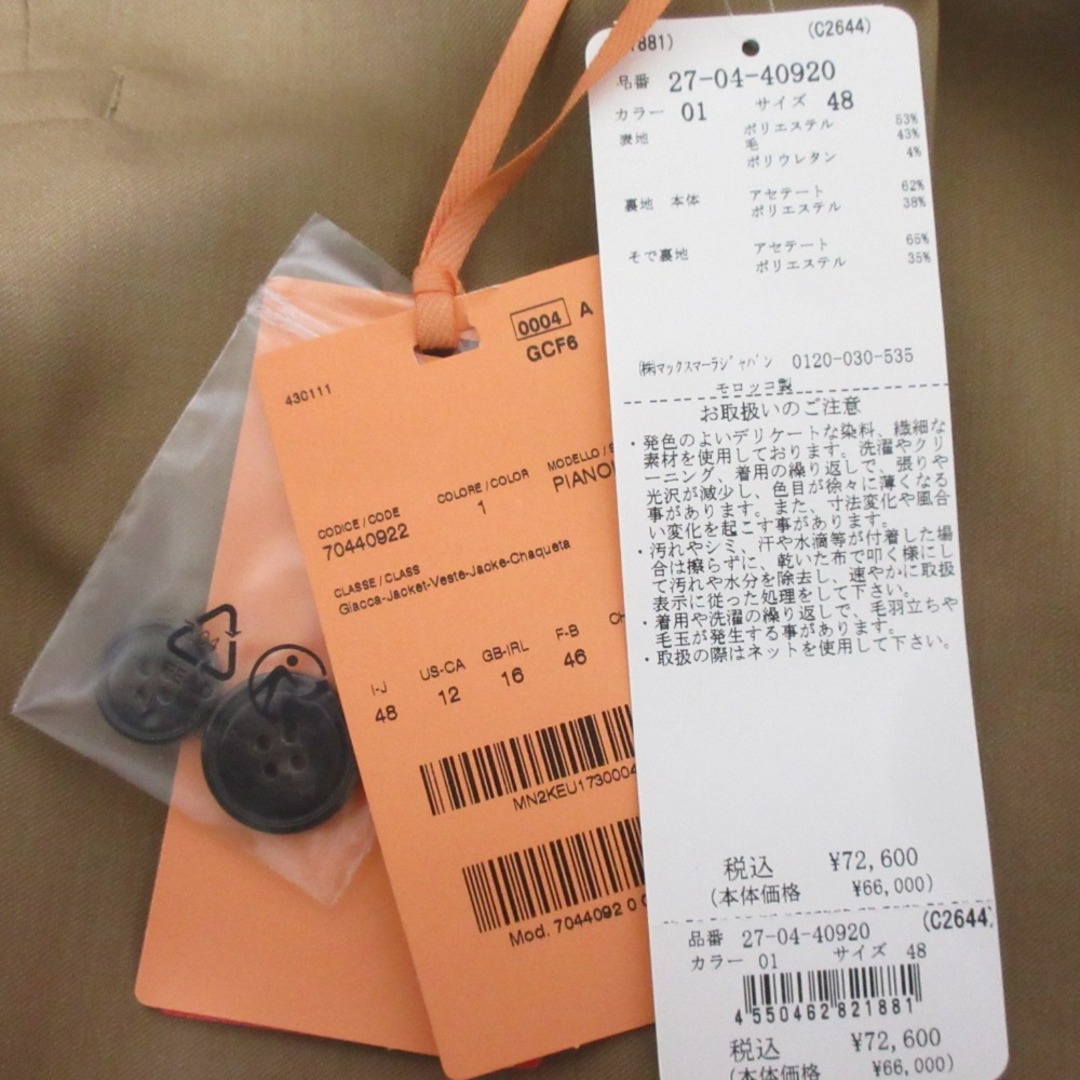 0004 A
GCF6
430111
CODICE / CODE
70440922
COLORE / COLOR
1
MODELLO /
CLASSE / CLASS
Giacca-Jacket-Veste-Jacke-Chaqueta
I-J
48
US-CA
12
GB-IRL
16
F-B
46
(C2644)
品番 27-04-40920
カラー 01 サイズ 48
表地 ポリエステル 53%
毛 43%
ポリウレタン 4%
裏地 本体 アセテート 62%
ポリエステル 38%
そで裏地 アセテート 65%
ポリエステル 35%
㈱マックスマーラジャパン 0120-030-535
モロッコ製
お取扱いのご注意
・発色のよいデリケートな染料、繊細な
素材を使用しております。洗濯やクリ
ーニング、着用の繰り返しで、張りや
光沢が減少し、色目が徐々に薄くなる
事があります。また、寸法変化や風合
い変化を起こす事があります。
・汚れやシミ、汗や水滴等が付着した場
合は擦らずに、乾いた布で叩く様にし
て汚れや水分を除去し、速やかに取扱
表示に従った処理をして下さい。
・着用や洗濯の繰り返しで、毛羽立ちや
毛玉が発生する事があります。
・取扱の際はネットを使用して下さい。
税込 ¥72,600
(本体価格 ¥66,000)
(C2644)
品番 27-04-40920
カラー 01 サイズ 48
4550462821881
税込 ¥72,600
(本体価格 ¥66,000)